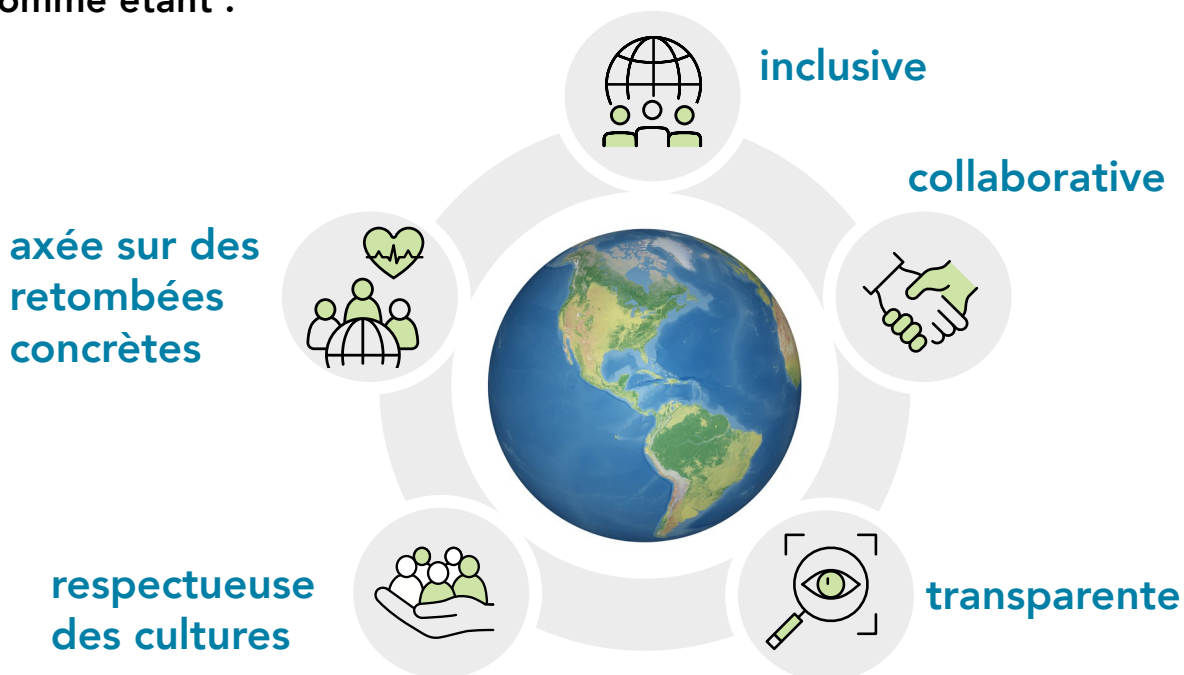 omme étant :
inclusive
collaborative
axée sur des
retombées
concrètes
respectueuse
des cultures
transparente